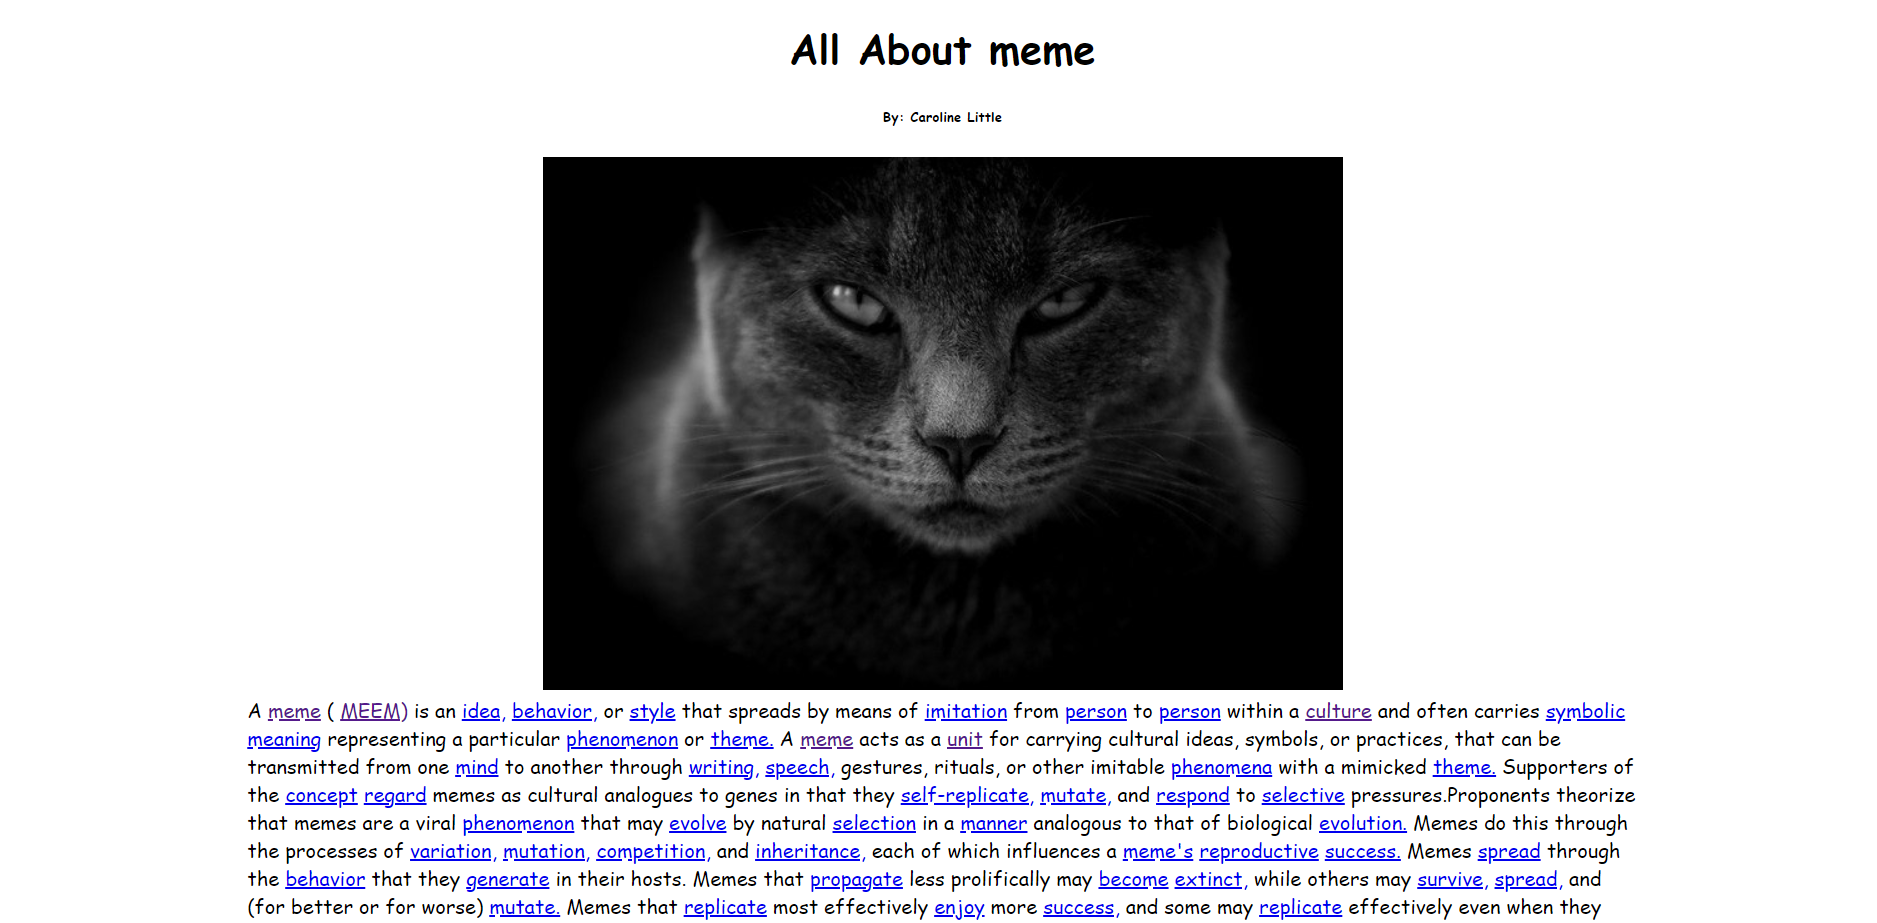 All About meme
By: Caroline Little
A meme ( MEEM) is an idea, behavior, or style that spreads by means of imitation from person to person within a culture and often carries symbolic
meaning representing a particular phenomenon or theme. A meme acts as a unit for carrying cultural ideas, symbols, or practices, that can be
transmitted from one mind to another through writing, speech, gestures, rituals, or other imitable phenomena with a mimicked theme. Supporters of
the concept regard memes as cultural analogues to genes in that they self-replicate, mutate, and respond to selective pressures.Proponents theorize
that memes are a viral phenomenon that may evolve by natural selection in a manner analogous to that of biological evolution. Memes do this through
the processes of variation, mutation, competition, and inheritance, each of which influences a meme's reproductive success. Memes spread through
the behavior that they generate in their hosts. Memes that propagate less prolifically may become extinct, while others may survive, spread, and
(for better or for worse) mutate. Memes that replicate most effectively enjoy more success, and some may replicate effectively even when they